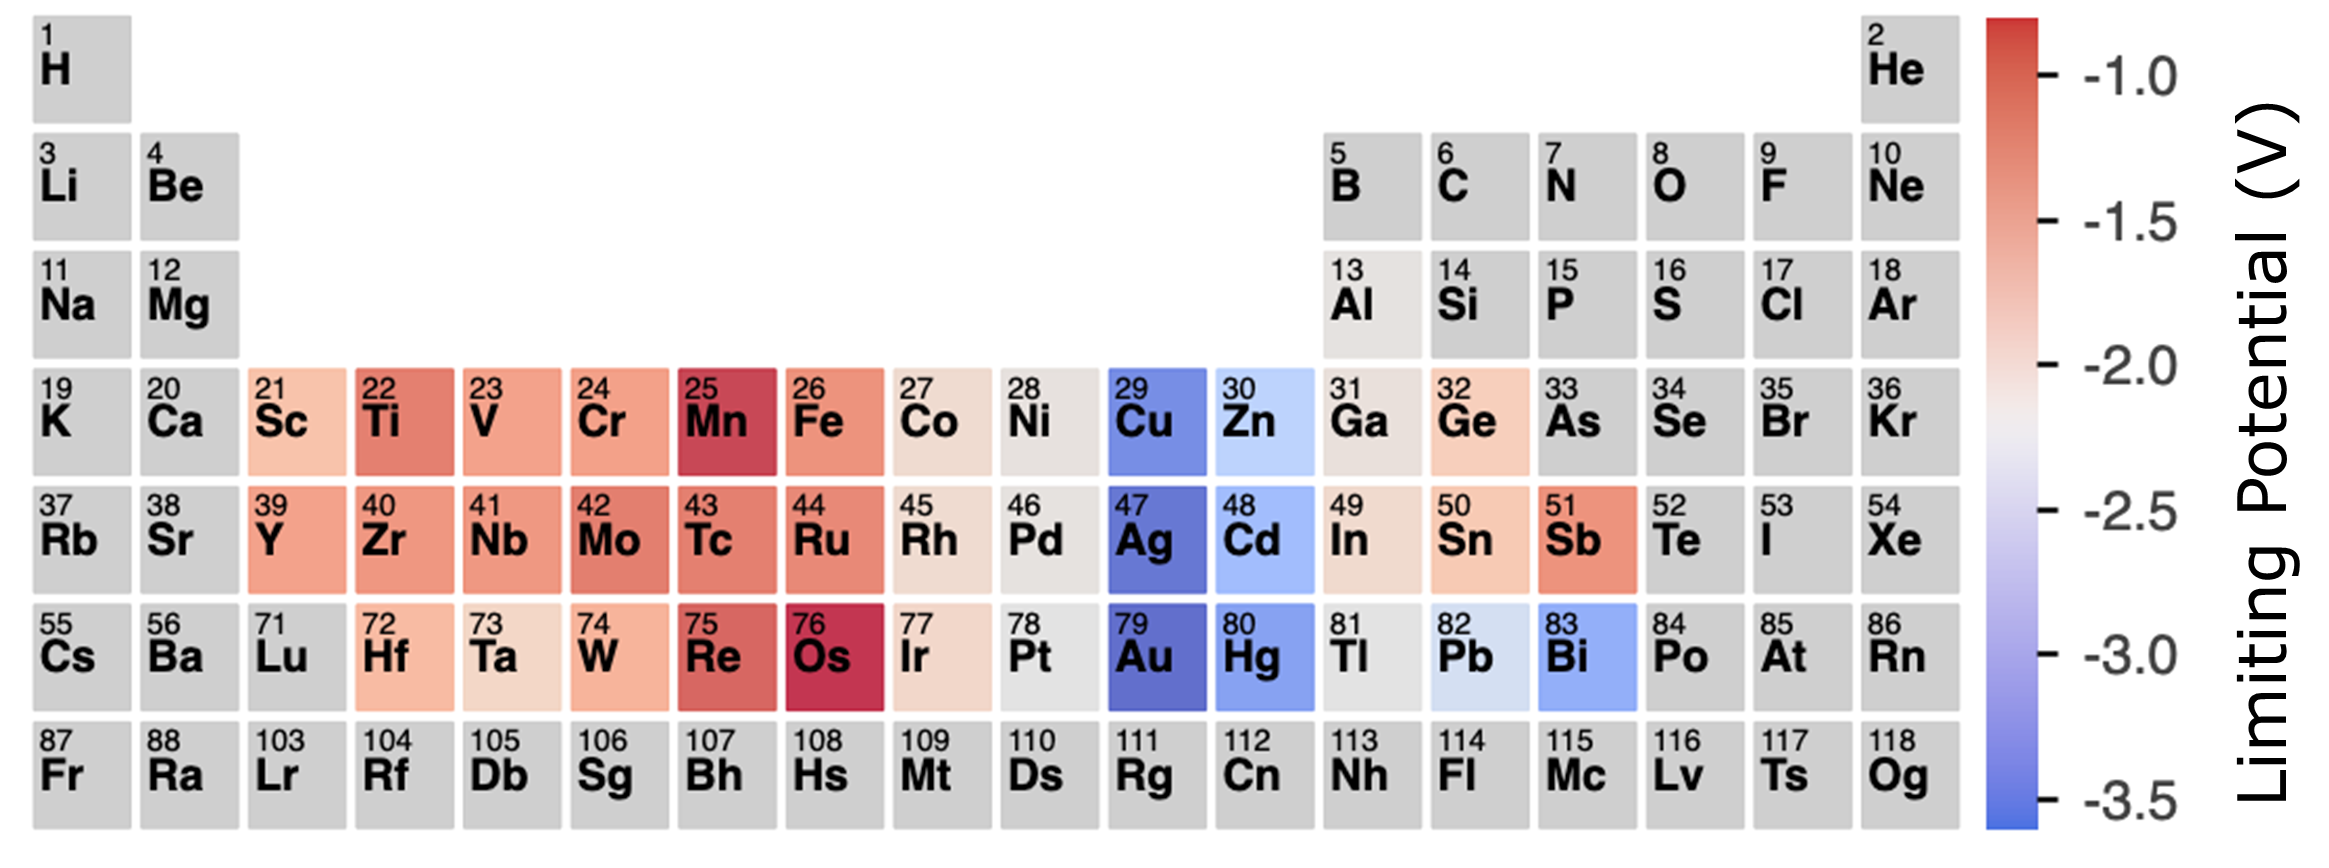 1 2
H He
3 4 5 6 7 8 9 10
Li Be B C N O F Ne
11 12 13 14 15 16 17 18
Na Mg Al Si P S Cl Ar
19 20 21 22 23 24 25 26 27 28 29 30 31 32 33 34 35 36
K Ca Sc Ti V Cr Mn Fe Co Ni Cu Zn Ga Ge As Se Br Kr
37 38 39 40 41 42 43 44 45 46 47 48 49 50 51 52 53 54
Rb Sr Y Zr Nb Mo Tc Ru Rh Pd Ag Cd In Sn Sb Te I Xe
55 56 71 72 73 74 75 76 77 78 79 80 81 82 83 84 85 86
Cs Ba Lu Hf Ta W Re Os Ir Pt Au Hg Tl Pb Bi Po At Rn
87 88 103 104 105 106 107 108 109 110 111 112 113 114 115 116 117 118
Fr Ra Lr Rf Db Sg Bh Hs Mt Ds Rg Cn Nh Fl Mc Lv Ts Og
-1.0
-1.5
-2.0
-2.5
-3.0
-3.5
Limiting Potential (V)